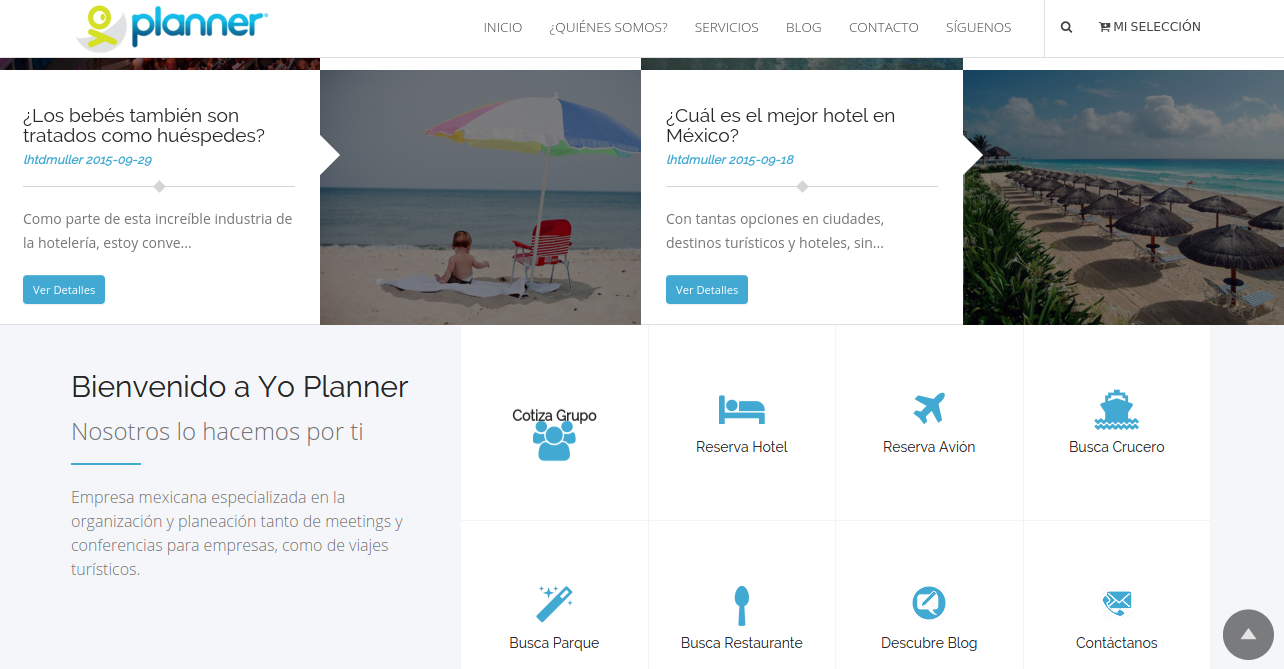 yo planner
INICIO ¿QUIÉNES SOMOS? SERVICIOS BLOG CONTACTO SÍGUENOS MI SELECCIÓN
¿Los bebés también son
tratados como huéspedes?
lhtdmuller 2015-09-29
Como parte de esta increíble industria de
la hotelería, estoy conve...
Ver Detalles
¿Cuál es el mejor hotel en
México?
lhtdmuller 2015-09-18
Con tantas opciones en ciudades,
destinos turísticos y hoteles, sin...
Ver Detalles
Bienvenido a Yo Planner
Nosotros lo hacemos por ti
Empresa mexicana especializada en la
organización y planeación tanto de meetings y
conferencias para empresas, como de viajes
turísticos.
Cotiza Grupo
Reserva Hotel
Reserva Avión
Busca Crucero
Busca Parque
Busca Restaurante
Descubre Blog
Contáctanos